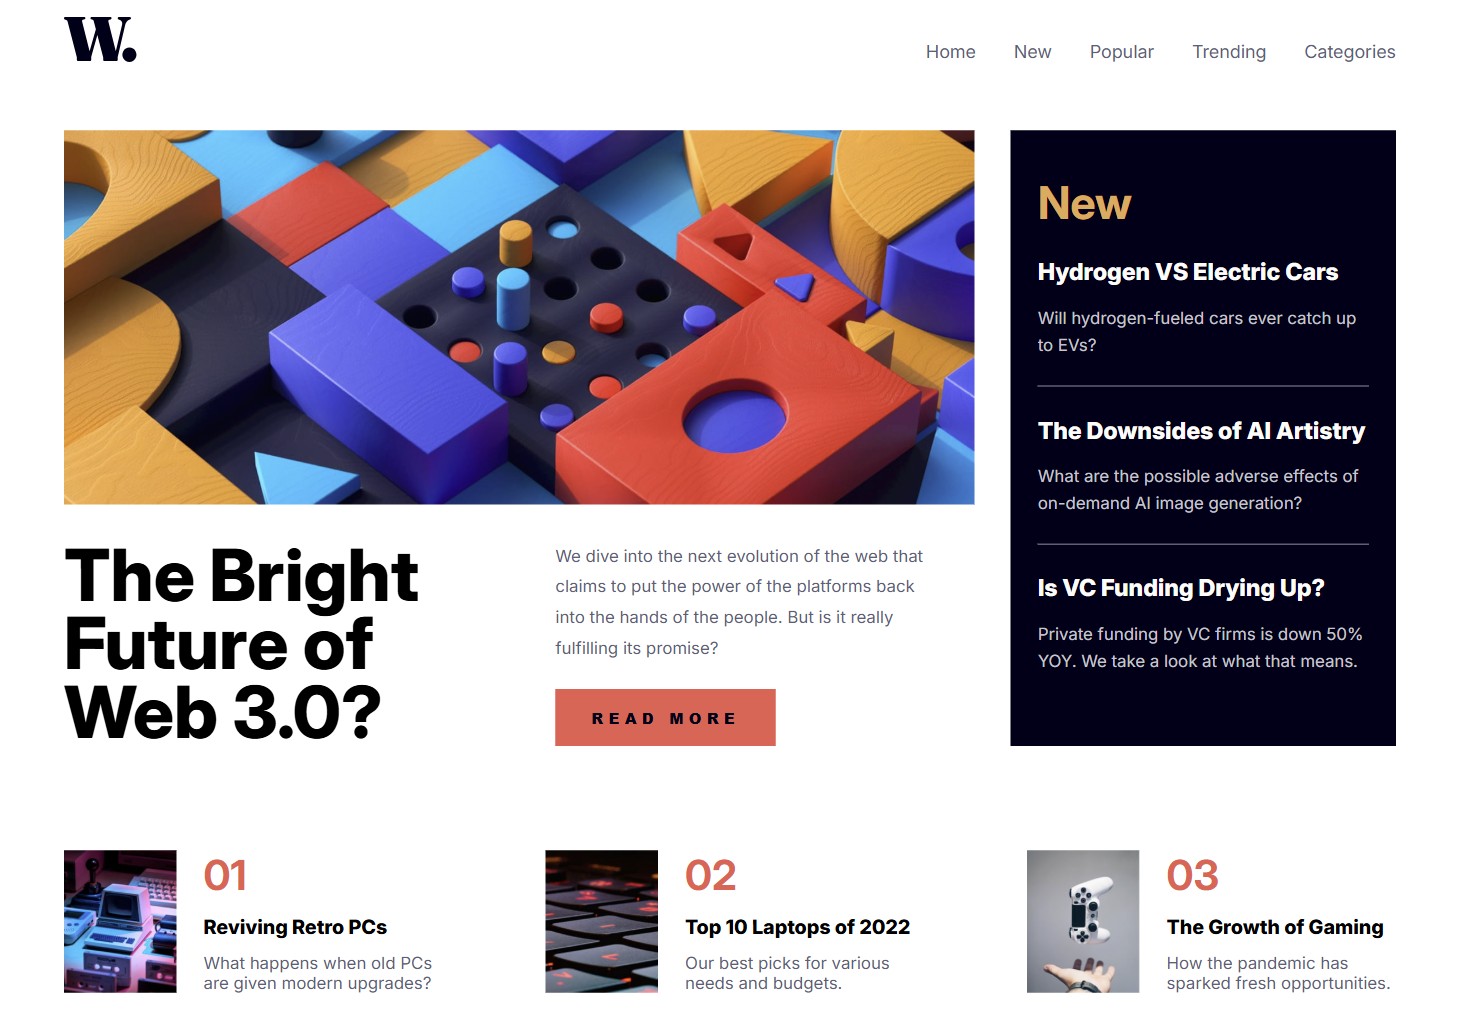 W.
Home New Popular Trending Categories
The Bright
Future of
Web 3.0?
We dive into the next evolution of the web that
claims to put the power of the platforms back
into the hands of the people. But is it really
fulfilling its promise?
READ MORE
New
Hydrogen VS Electric Cars
Will hydrogen-fueled cars ever catch up
to EVs?
The Downsides of AI Artistry
What are the possible adverse effects of
on-demand AI image generation?
Is VC Funding Drying Up?
Private funding by VC firms is down 50%
YOY. We take a look at what that means.
01
Reviving Retro PCs
What happens when old PCs
are given modern upgrades?
02
Top 10 Laptops of 2022
Our best picks for various
needs and budgets.
03
The Growth of Gaming
How the pandemic has
sparked fresh opportunities.